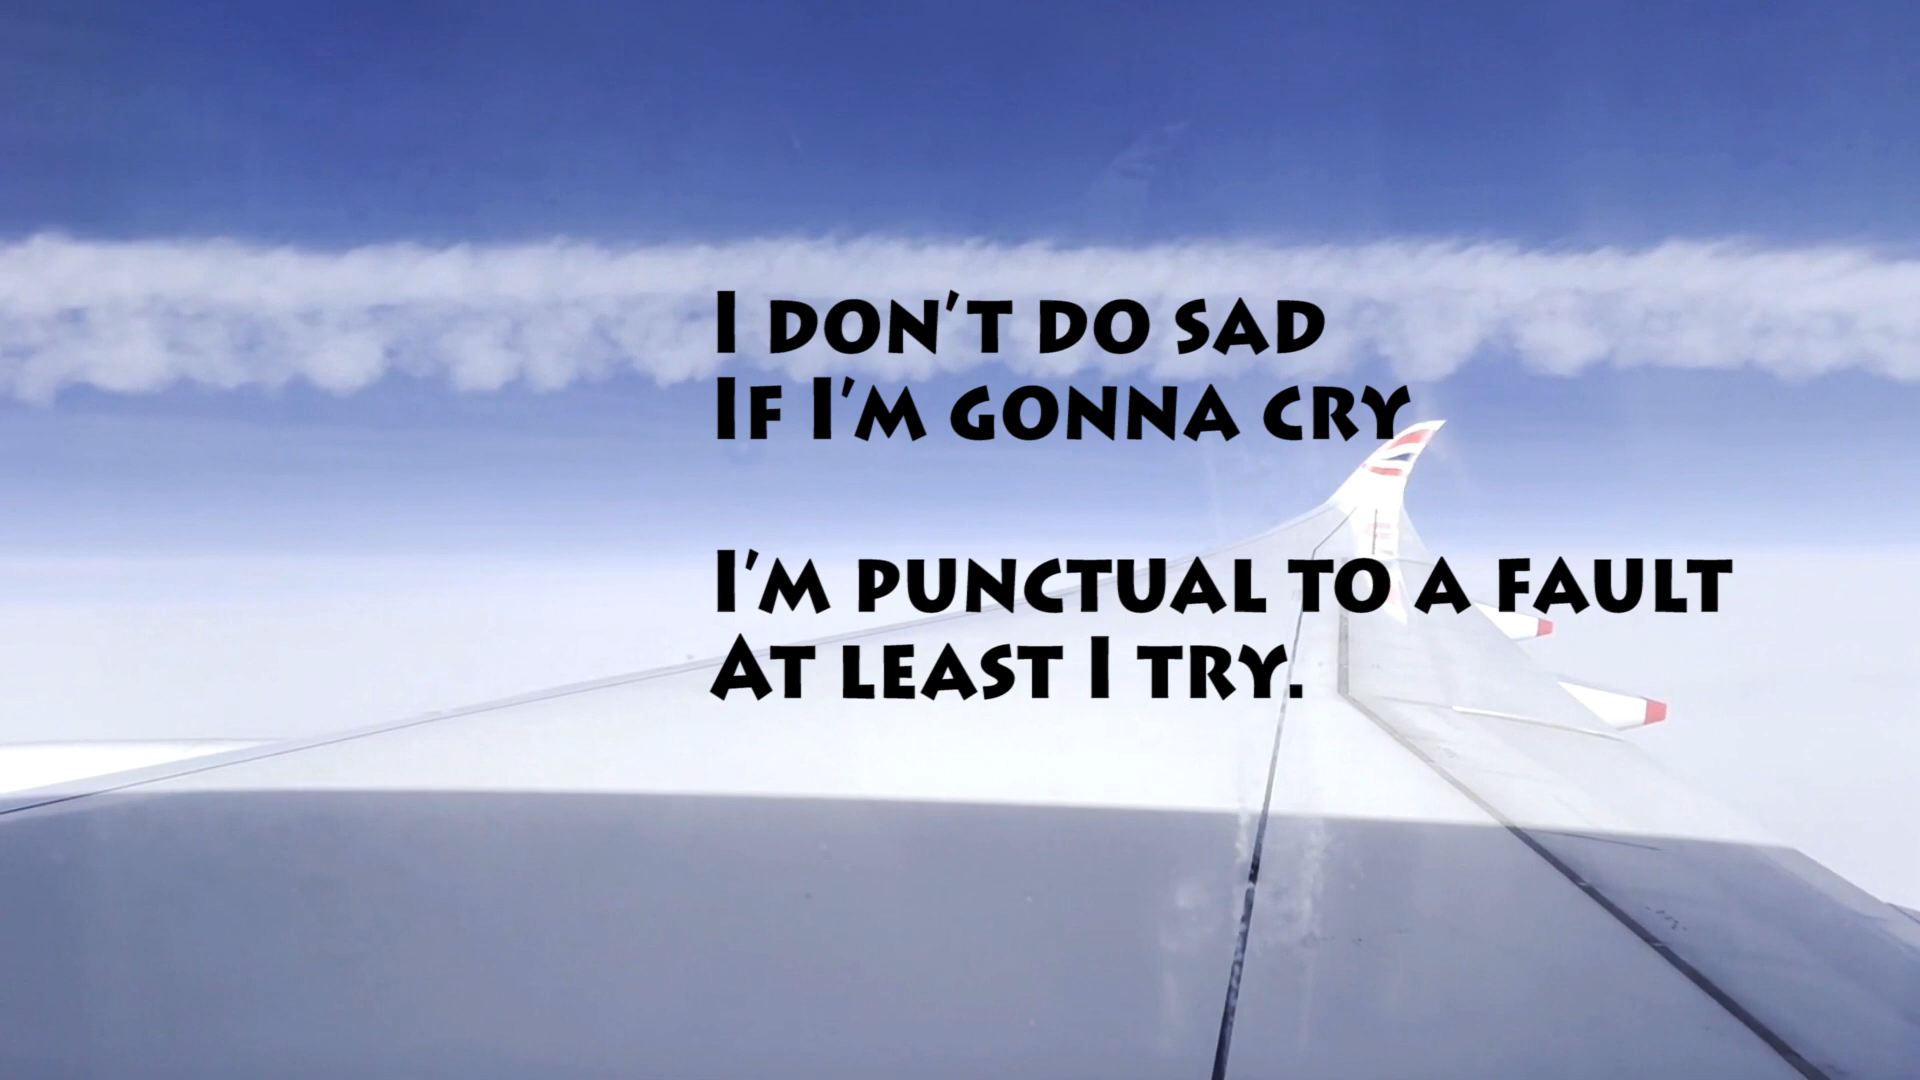 I don't do sad
If I'm gonna cry
I'm punctual to a fault
At least I try.